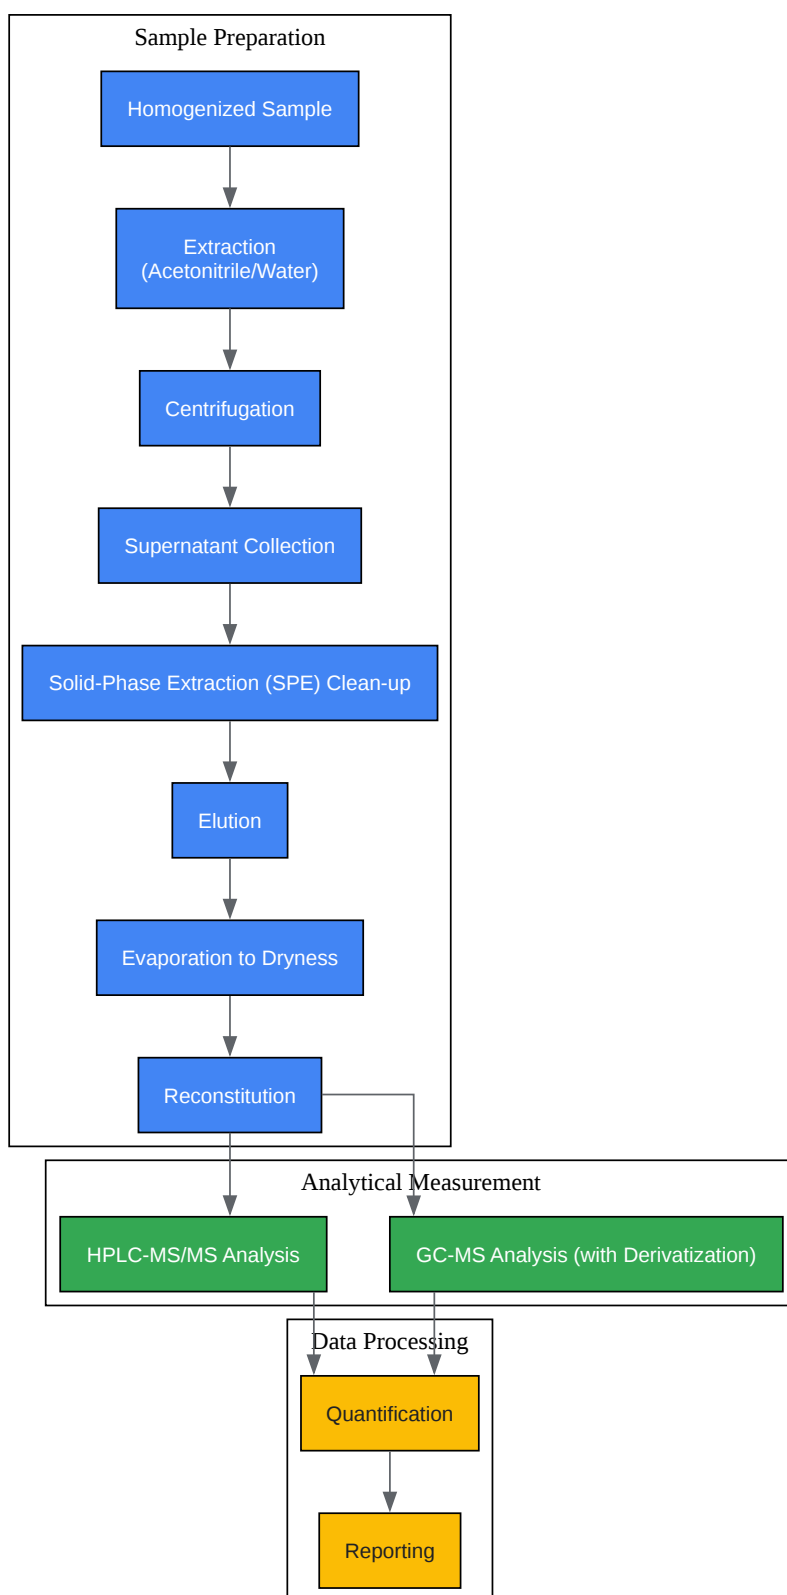 Sample Preparation
Homogenized Sample
Extraction
(Acetonitrile/Water)
Centrifugation
Supernatant Collection
Solid-Phase Extraction (SPE) Clean-up
Elution
Evaporation to Dryness
Reconstitution
Analytical Measurement
HPLC-MS/MS Analysis
GC-MS Analysis (with Derivatization)
Data Processing
Quantification
Reporting